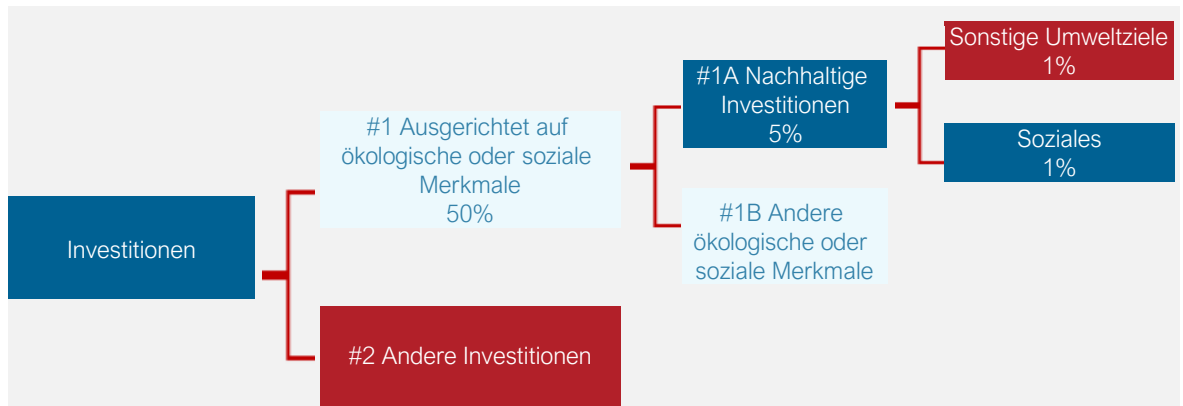 Investitionen
#1 Ausgerichtet auf
ökologische oder soziale
Merkmale
50%
#2 Andere Investitionen
#1A Nachhaltige
Investitionen
5%
#1B Andere
ökologische oder
soziale Merkmale
Sonstige Umweltziele
1%
Soziales
1%